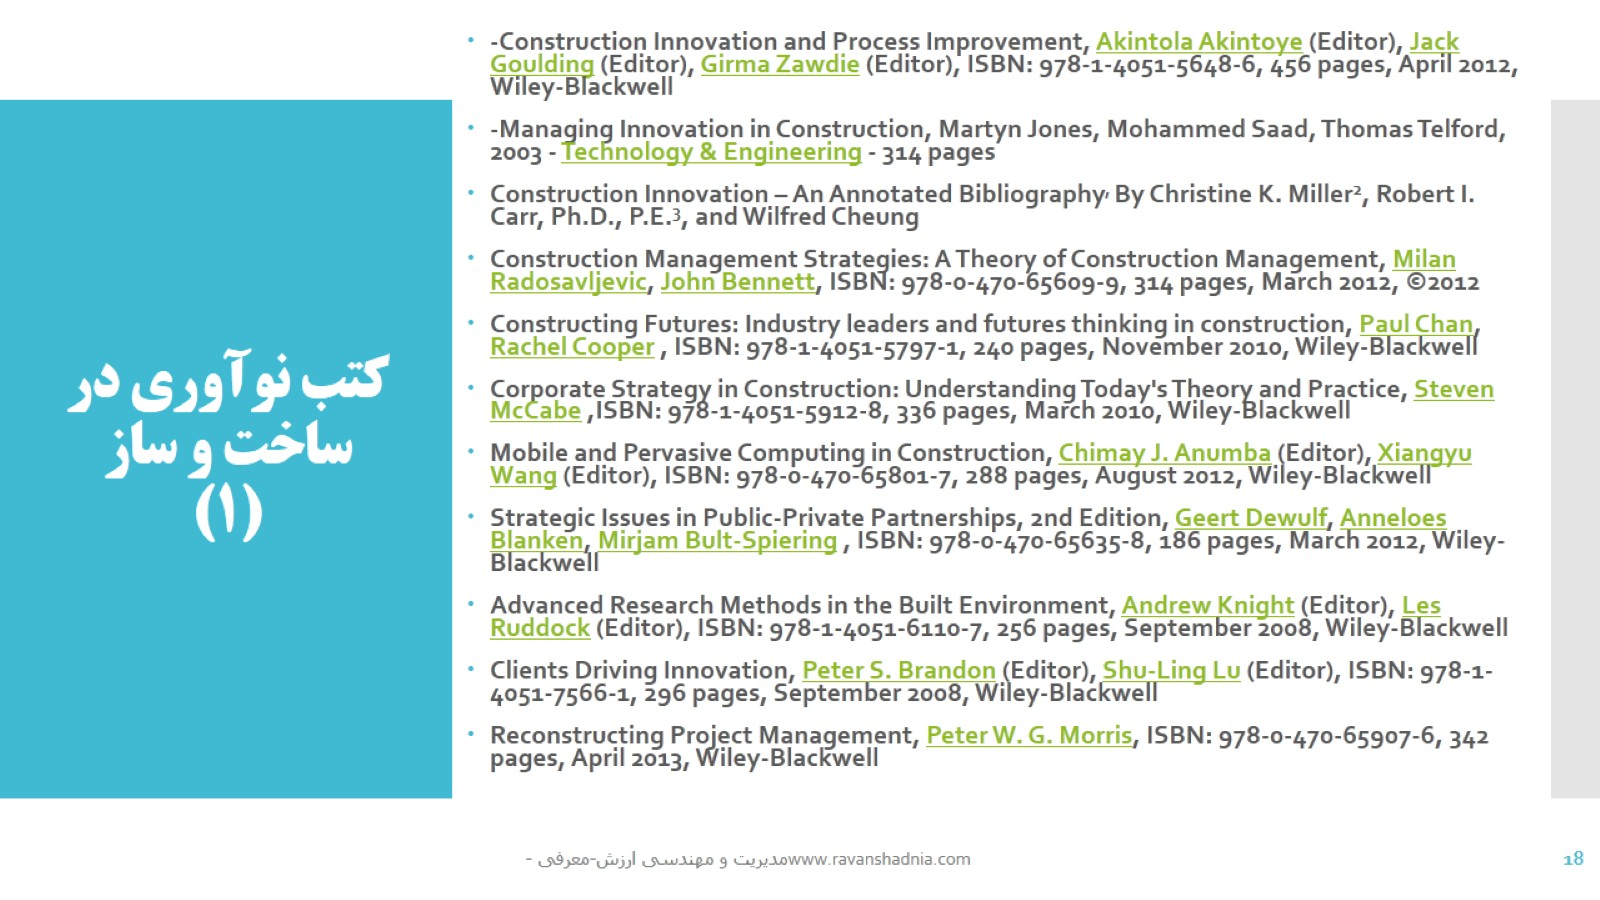 کتب نوآوری در
ساخت و ساز
(۱)
• -Construction Innovation and Process Improvement, Akintola Akintoye (Editor), Jack
Goulding (Editor), Girma Zawdie (Editor), ISBN: 978-1-4051-5648-6, 456 pages, April 2012,
Wiley-Blackwell
• -Managing Innovation in Construction, Martyn Jones, Mohammed Saad, Thomas Telford,
2003 - Technology & Engineering - 314 pages
• Construction Innovation – An Annotated Bibliography, By Christine K. Miller², Robert I.
Carr, Ph.D., P.E.³, and Wilfred Cheung
• Construction Management Strategies: A Theory of Construction Management, Milan
Radosavljevic, John Bennett, ISBN: 978-0-470-65609-9, 314 pages, March 2012, ©2012
• Constructing Futures: Industry leaders and futures thinking in construction, Paul Chan,
Rachel Cooper , ISBN: 978-1-4051-5797-1, 240 pages, November 2010, Wiley-Blackwell
• Corporate Strategy in Construction: Understanding Today's Theory and Practice, Steven
McCabe ,ISBN: 978-1-4051-5912-8, 336 pages, March 2010, Wiley-Blackwell
• Mobile and Pervasive Computing in Construction, Chimay J. Anumba (Editor), Xiangyu
Wang (Editor), ISBN: 978-0-470-65801-7, 288 pages, August 2012, Wiley-Blackwell
• Strategic Issues in Public-Private Partnerships, 2nd Edition, Geert Dewulf, Anneloes
Blanken, Mirjam Bult-Spiering , ISBN: 978-0-470-65635-8, 186 pages, March 2012, Wiley-
Blackwell
• Advanced Research Methods in the Built Environment, Andrew Knight (Editor), Les
Ruddock (Editor), ISBN: 978-1-4051-6110-7, 256 pages, September 2008, Wiley-Blackwell
• Clients Driving Innovation, Peter S. Brandon (Editor), Shu-Ling Lu (Editor), ISBN: 978-1-
4051-7566-1, 296 pages, September 2008, Wiley-Blackwell
• Reconstructing Project Management, Peter W. G. Morris, ISBN: 978-0-470-65907-6, 342
pages, April 2013, Wiley-Blackwell
www.ravanshadnia.comمدیریت و مهندسی ارزش-معرفی -
18